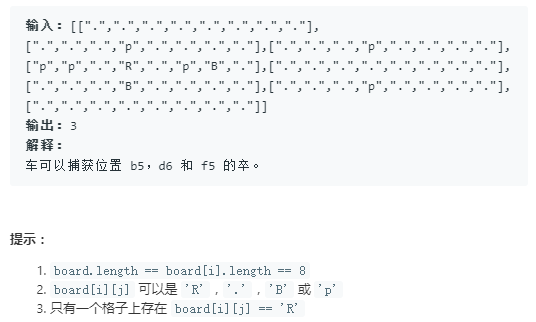 输入：[[".",".",".",".",".",".",".","."],
[".",".",".","p",".",".",".","."],[".",".",".","p",".",".",".","."],
["p","p",".","R",".","p","B","."],[".",".",".",".",".",".",".","."],
[".",".",".","B",".",".",".","."],[".",".",".","p",".",".",".","."],
[".",".",".",".",".",".",".","."]]
输出：3
解释：
车可以捕获位置 b5，d6 和 f5 的卒。
提示：
1. board.length == board[i].length == 8
2. board[i][j] 可以是 'R'，'.'，'B' 或 'p'
3. 只有一个格子上存在 board[i][j] == 'R'